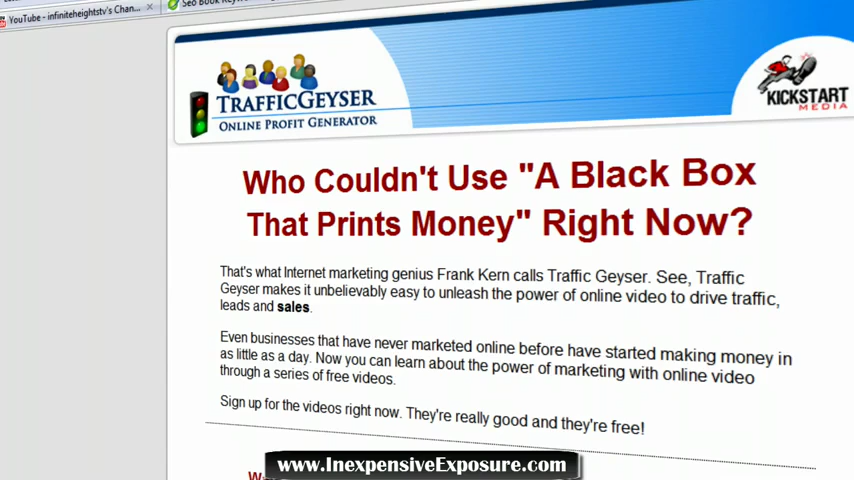 YouTube - infiniteheightstv's Chan...
TRAFFICGEYSER
ONLINE PROFIT GENERATOR
KICKSTART
MEDIA
Who Couldn't Use "A Black Box
That Prints Money" Right Now?
That's what Internet marketing genius Frank Kern calls Traffic Geyser. See, Traffic
Geyser makes it unbelievably easy to unleash the power of online video to drive traffic,
leads and sales.
Even businesses that have never marketed online before have started making money in
as little as a day. Now you can learn about the power of marketing with online video
through a series of free videos.
Sign up for the videos right now. They're really good and they're free!
www.InexpensiveExposure.com